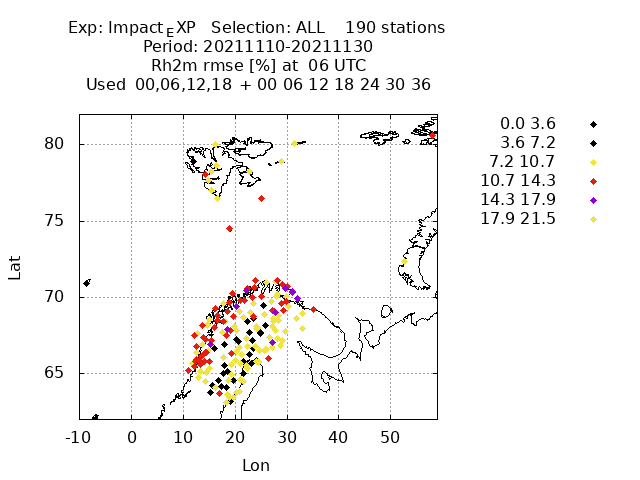 Exp: Impact_EXP   Selection: ALL    190 stations
Period: 20211110-20211130
Rh2m rmse [%] at  06 UTC
Used  00,06,12,18  + 00 06 12 18 24 30 36
0.0 3.6
3.6 7.2
7.2 10.7
10.7 14.3
14.3 17.9
17.9 21.5
80
75
70
65
Lat
-10 0 10 20 30 40 50
Lon